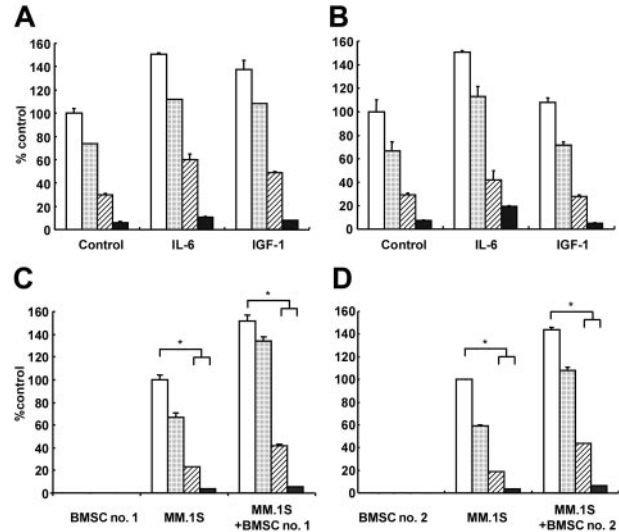 A
B
% control
160
140
120
100
80
60
40
20
0
Control
IL-6
IGF-1
160
140
120
100
80
60
40
20
0
Control
IL-6
IGF-1
C
D
%control
160
140
120
100
80
60
40
20
0
*
*
BMSC no. 1
MM.1S
MM.1S
+BMSC no. 1
160
140
120
100
80
60
40
20
0
*
*
BMSC no. 2
MM.1S
MM.1S
+BMSC no. 2